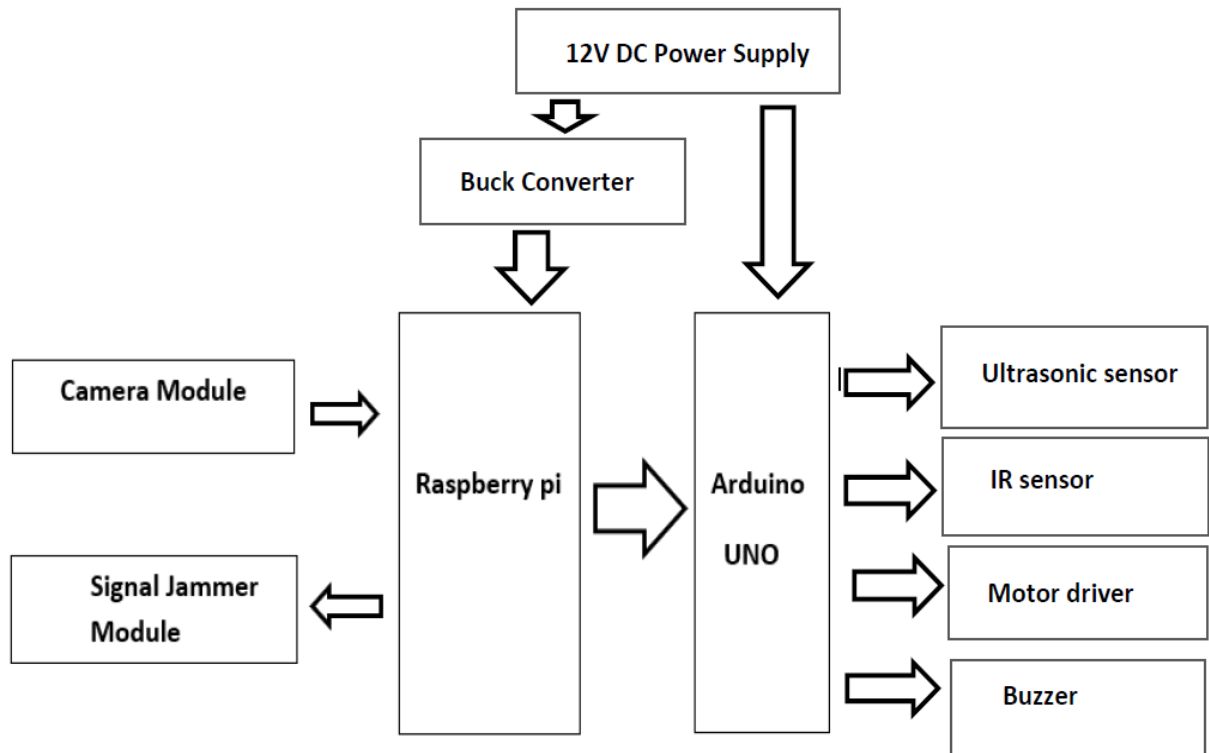 12V DC Power Supply
Buck Converter
Camera Module
Raspberry pi
Arduino
UNO
Signal Jammer
Module
Ultrasonic sensor
IR sensor
Motor driver
Buzzer